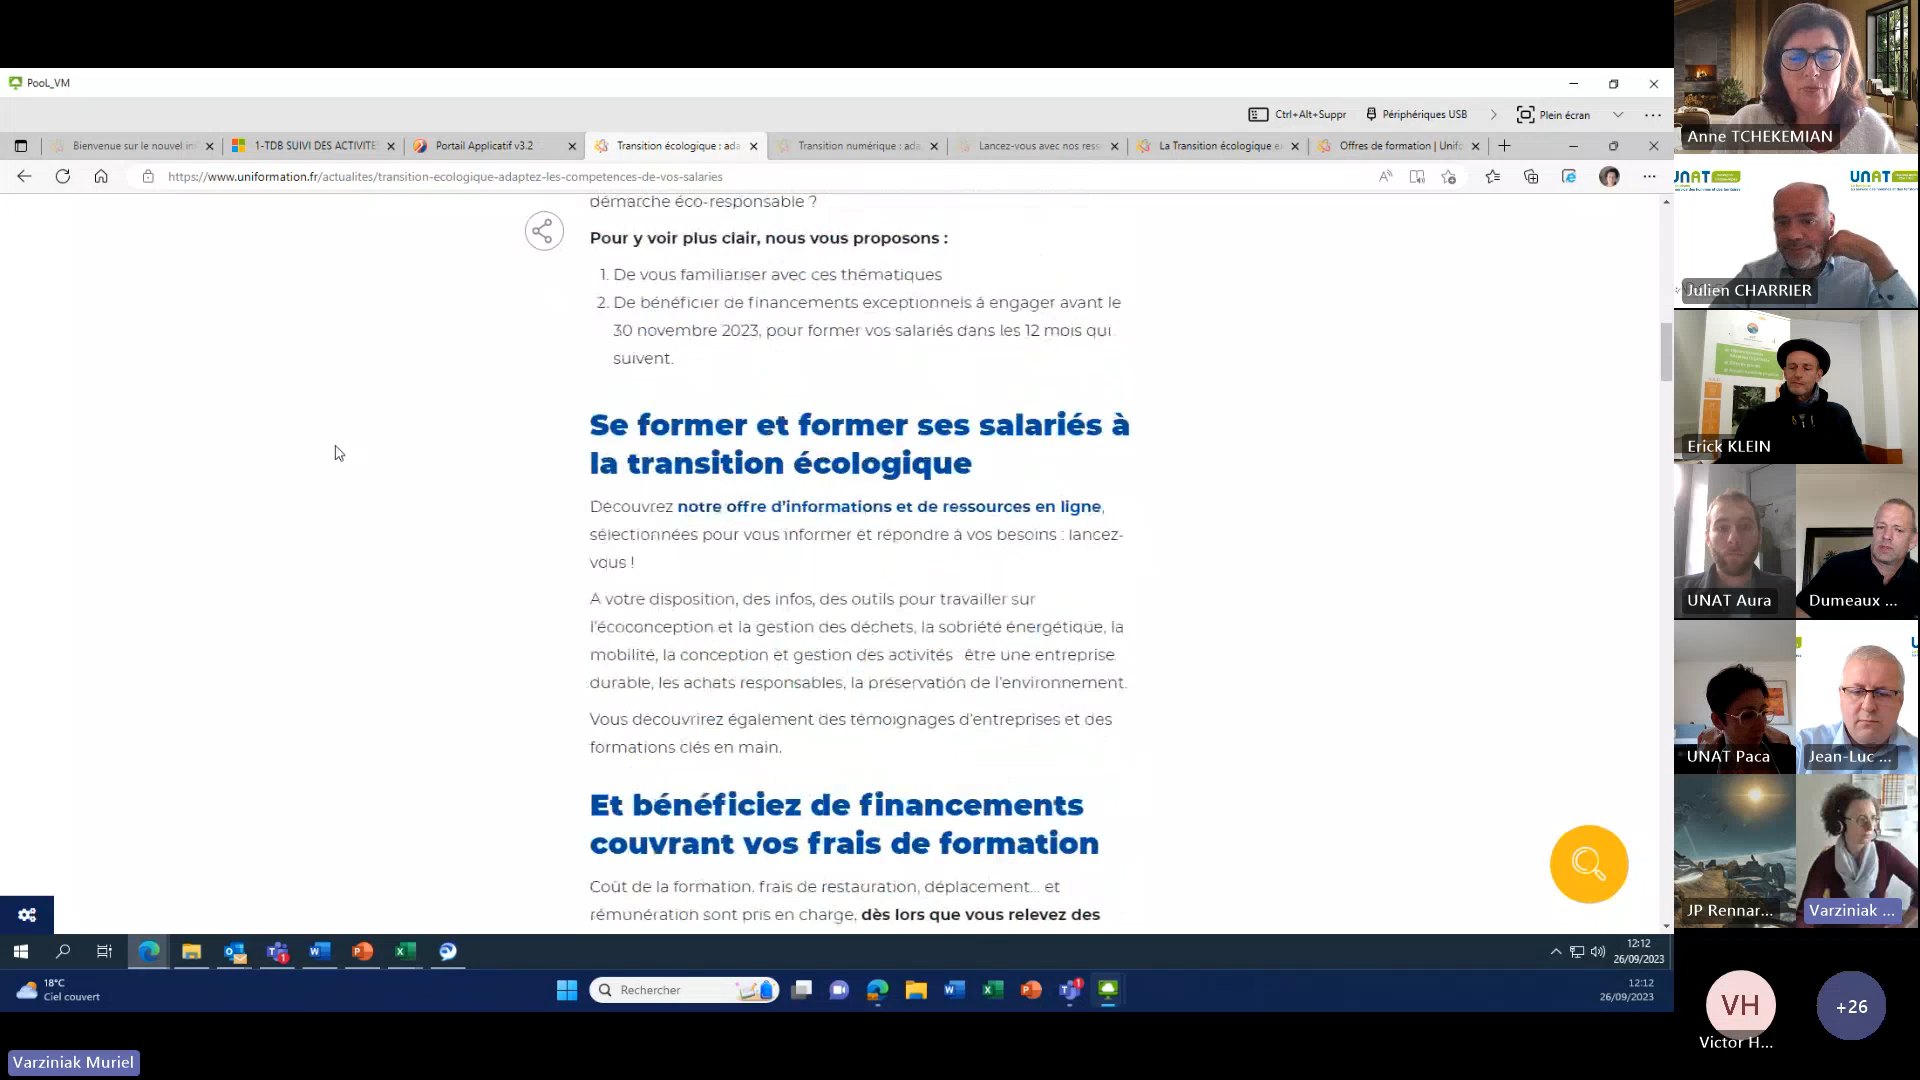 PooL_VM
Ctrl+Alt+Suppr
Périphériques USB
Plein écran
Bienvenue sur le nouvel in
1-TDB SUIVI DES ACTIVITE
Portail Applicatif v3.2
Transition écologique : ada
Transition numérique : ada
Lancez-vous avec nos ress
La Transition écologique e
Offres de formation | Unifo
https://www.uniformation.fr/actualites/transition-ecologique-adaptez-les-competences-de-vos-salaries
démarche éco-responsable ?
Pour y voir plus clair, nous vous proposons :
1. De vous familiariser avec ces thématiques
2. De bénéficier de financements exceptionnels à engager avant le
30 novembre 2023, pour former vos salariés dans les 12 mois qui
suivent.
Se former et former ses salariés à
la transition écologique
Découvrez notre offre d'informations et de ressources en ligne,
sélectionnées pour vous informer et répondre à vos besoins : lancez-
vous !
A votre disposition, des infos, des outils pour travailler sur
l'écoconception et la gestion des déchets, la sobriété énergétique, la
mobilité, la conception et gestion des activités être une entreprise
durable, les achats responsables, la préservation de l'environnement.
Vous découvrirez également des témoignages d'entreprises et des
formations clés en main.
Et bénéficiez de financements
couvrant vos frais de formation
Coût de la formation, frais de restauration, déplacement... et
rémunération sont pris en charge, dès lors que vous relevez des
12:12
26/09/2023
18°C
Ciel couvert
Rechercher
12:12
26/09/2023
Varziniak Muriel
Anne TCHEKEMIAN
UNAT
UNAT
Julien CHARRIER
Erick KLEIN
UNAT Aura
Dumeaux ...
UNAT Paca
Jean-Luc ...
JP Rennar...
Varziniak ...
VH
+26
Victor H...